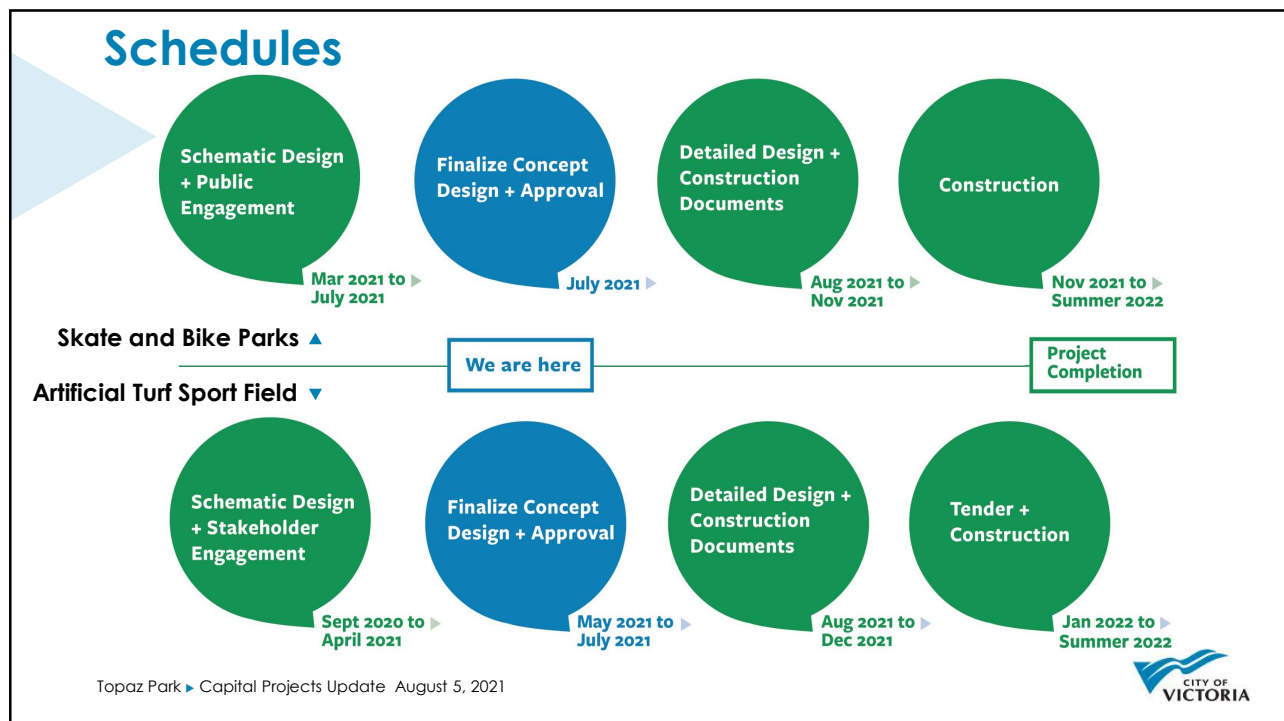 Schedules
Schematic Design
+ Public
Engagement
Mar 2021 to
July 2021
Finalize Concept
Design + Approval
July 2021
Detailed Design +
Construction
Documents
Aug 2021 to
Nov 2021
Construction
Nov 2021 to
Summer 2022
Skate and Bike Parks ▲
We are here
Project
Completion
Artificial Turf Sport Field ▼
Schematic Design
+ Stakeholder
Engagement
Sept 2020 to
April 2021
Finalize Concept
Design + Approval
May 2021 to
July 2021
Detailed Design +
Construction
Documents
Aug 2021 to
Dec 2021
Tender +
Construction
Jan 2022 to
Summer 2022
Topaz Park ▶ Capital Projects Update August 5, 2021
CITY OF
VICTORIA